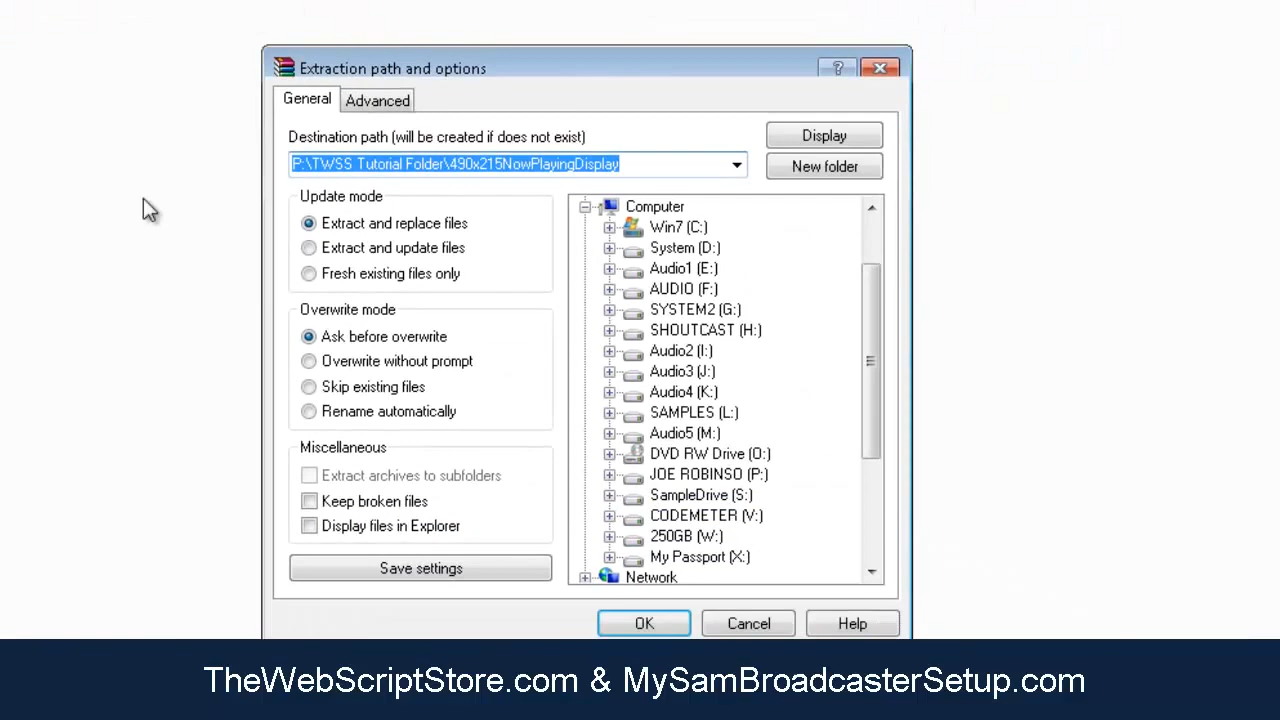 Extraction path and options
General
Advanced
Destination path (will be created if does not exist)
Display
P:\TWSS Tutorial Folder\490x215NowPlayingDisplay
New folder
Update mode
Extract and replace files
Extract and update files
Fresh existing files only
Overwrite mode
Ask before overwrite
Overwrite without prompt
Skip existing files
Rename automatically
Miscellaneous
Extract archives to subfolders
Keep broken files
Display files in Explorer
Save settings
Computer
Win7 (C:)
System (D:)
Audio1 (E:)
AUDIO (F:)
SYSTEM2 (G:)
SHOUTCAST (H:)
Audio2 (I:)
Audio3 (J:)
Audio4 (K:)
SAMPLES (L:)
Audio5 (M:)
DVD RW Drive (O:)
JOE ROBINSO (P:)
SampleDrive (S:)
CODEMETER (V:)
250GB (W:)
My Passport (X:)
Network
OK
Cancel
Help
TheWebScriptStore.com & MySamBroadcasterSetup.com